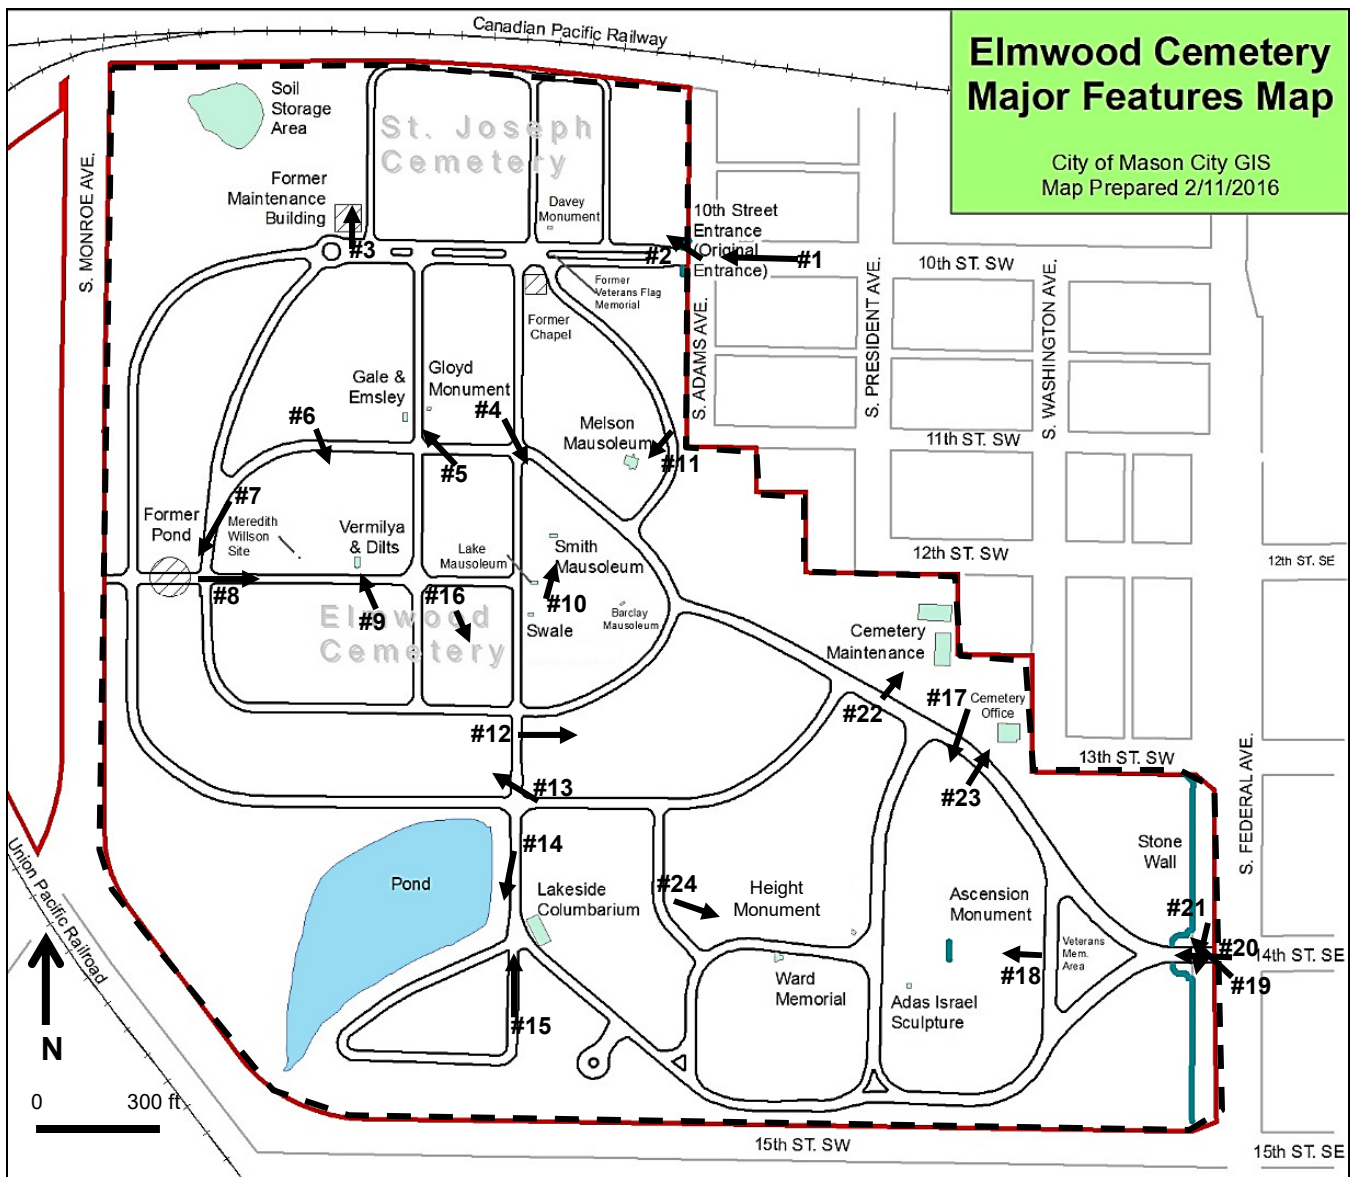 Canadian Pacific Railway
Elmwood Cemetery
Major Features Map
City of Mason City GIS
Map Prepared 2/11/2016
Soil
Storage
Area
St. Joseph
Cemetery
S. MONROE AVE.
Former
Maintenance
Building
Davey
Monument
10th Street
Entrance
(Original
Entrance)
#1
#2
#3
10th ST. SW
Former
Veterans Flag
Memorial
Former
Chapel
S. ADAMS AVE.
S. PRESIDENT AVE.
S. WASHINGTON AVE.
Gale &
Emsley
Gloyd
Monument
#4
#5
#6
Melson
Mausoleum
#11
11th ST. SW
#7
Former
Pond
Meredith
Willson
Site
Vermilya
& Dilts
Lake
Mausoleum
Smith
Mausoleum
12th ST. SW
12th ST. SE
#8
#9
#16
#10
Barclay
Mausoleum
Swale
Elmwood
Cemetery
Cemetery
Maintenance
#22
#17
Cemetery
Office
#12
#13
#23
13th ST. SW
S. FEDERAL AVE.
Union Pacific Railroad
Stone
Wall
#14
Pond
Lakeside
Columbarium
#24
Height
Monument
Ascension
Monument
#21
Veterans
Mem.
Area
#20
14th ST. SE
#18
#19
Ward
Memorial
Adas Israel
Sculpture
#15
N
0
300 ft
15th ST. SW
15th ST. SE